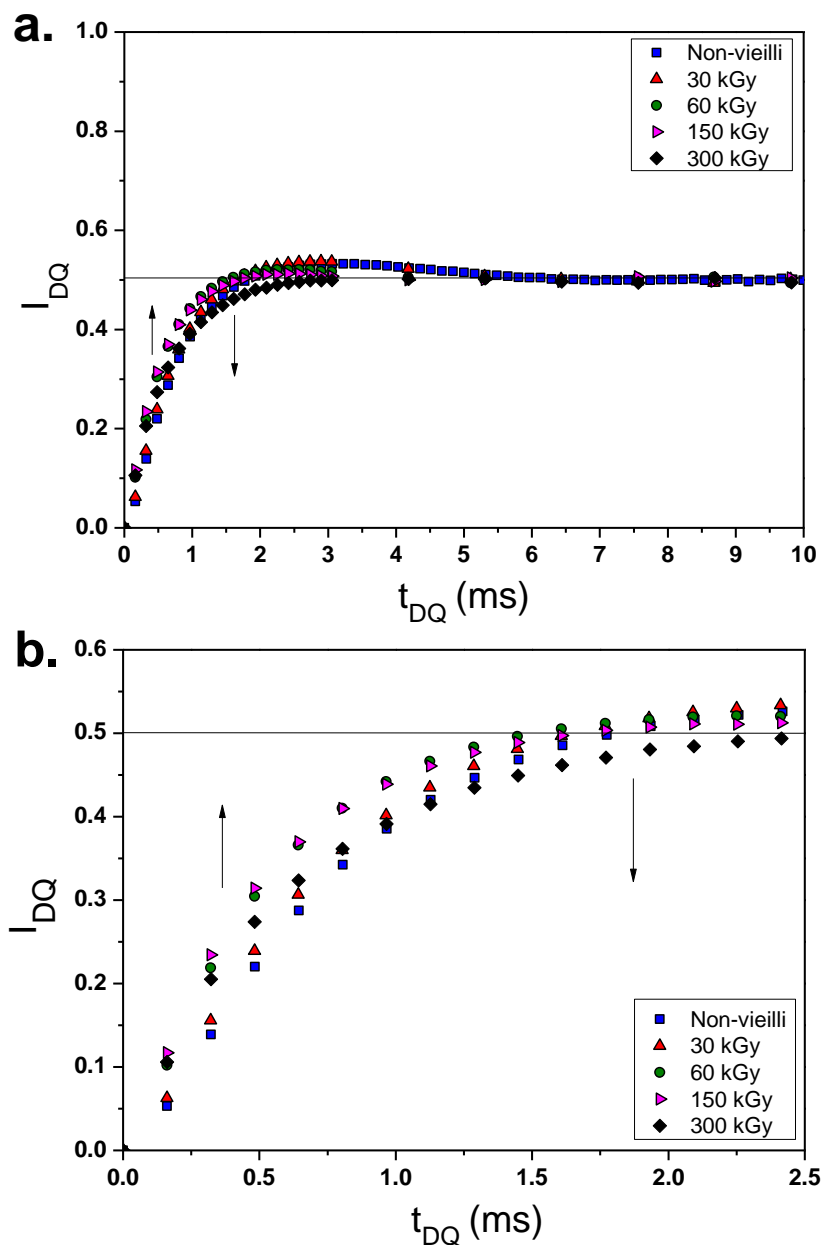 a.
1.0
0.8
0.6
0.4
0.2
0.0
I_DQ
0 1 2 3 4 5 6 7 8 9 10
t_DQ (ms)
Non-vieilli
30 kGy
60 kGy
150 kGy
300 kGy
b.
0.6
0.5
0.4
0.3
0.2
0.1
0.0
I_DQ
0.0 0.5 1.0 1.5 2.0 2.5
t_DQ (ms)
Non-vieilli
30 kGy
60 kGy
150 kGy
300 kGy